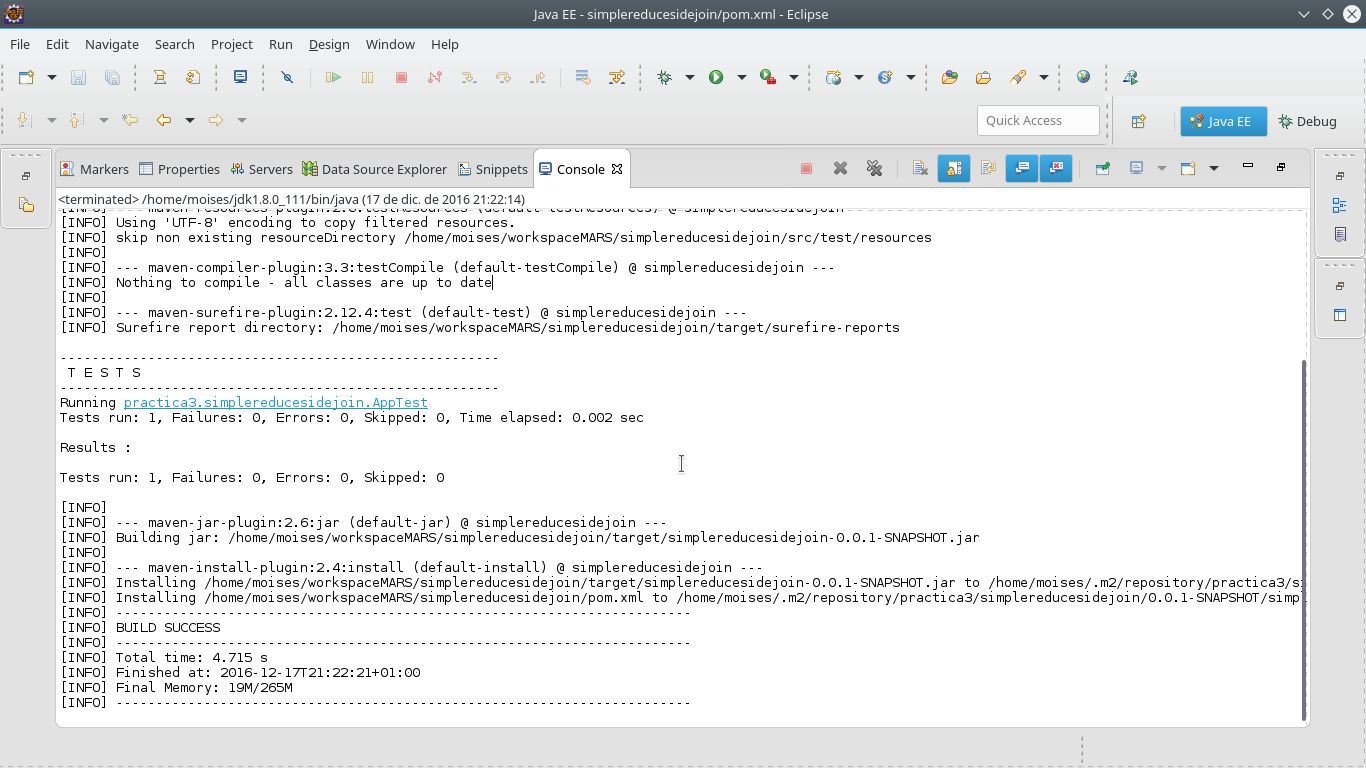 Java EE - simplereducesidejoin/pom.xml - Eclipse
File Edit Navigate Search Project Run Design Window Help
Quick Access
Java EE
Debug
Markers Properties Servers Data Source Explorer Snippets Console
<terminated> /home/moises/jdk1.8.0_111/bin/java (17 de dic. de 2016 21:22:14)
[INFO] --- maven-resources-plugin:2.6:testResources (default-testResources) @ simplereducesidejoin ---
[INFO] Using 'UTF-8' encoding to copy filtered resources.
[INFO] skip non existing resourceDirectory /home/moises/workspaceMARS/simplereducesidejoin/src/test/resources
[INFO]
[INFO] --- maven-compiler-plugin:3.3:testCompile (default-testCompile) @ simplereducesidejoin ---
[INFO] Nothing to compile - all classes are up to date
[INFO]
[INFO] --- maven-surefire-plugin:2.12.4:test (default-test) @ simplereducesidejoin ---
[INFO] Surefire report directory: /home/moises/workspaceMARS/simplereducesidejoin/target/surefire-reports
-------------------------------------------------------
T E S T S
-------------------------------------------------------
Running practica3.simplereducesidejoin.AppTest
Tests run: 1, Failures: 0, Errors: 0, Skipped: 0, Time elapsed: 0.002 sec
Results :
Tests run: 1, Failures: 0, Errors: 0, Skipped: 0
[INFO]
[INFO] --- maven-jar-plugin:2.6:jar (default-jar) @ simplereducesidejoin ---
[INFO] Building jar: /home/moises/workspaceMARS/simplereducesidejoin/target/simplereducesidejoin-0.0.1-SNAPSHOT.jar
[INFO]
[INFO] --- maven-install-plugin:2.4:install (default-install) @ simplereducesidejoin ---
[INFO] Installing /home/moises/workspaceMARS/simplereducesidejoin/target/simplereducesidejoin-0.0.1-SNAPSHOT.jar to /home/moises/.m2/repository/practica3/si
[INFO] Installing /home/moises/workspaceMARS/simplereducesidejoin/pom.xml to /home/moises/.m2/repository/practica3/simplereducesidejoin/0.0.1-SNAPSHOT/simp
[INFO] ------------------------------------------------------------------------
[INFO] BUILD SUCCESS
[INFO] ------------------------------------------------------------------------
[INFO] Total time: 4.715 s
[INFO] Finished at: 2016-12-17T21:22:21+01:00
[INFO] Final Memory: 19M/265M
[INFO] ------------------------------------------------------------------------